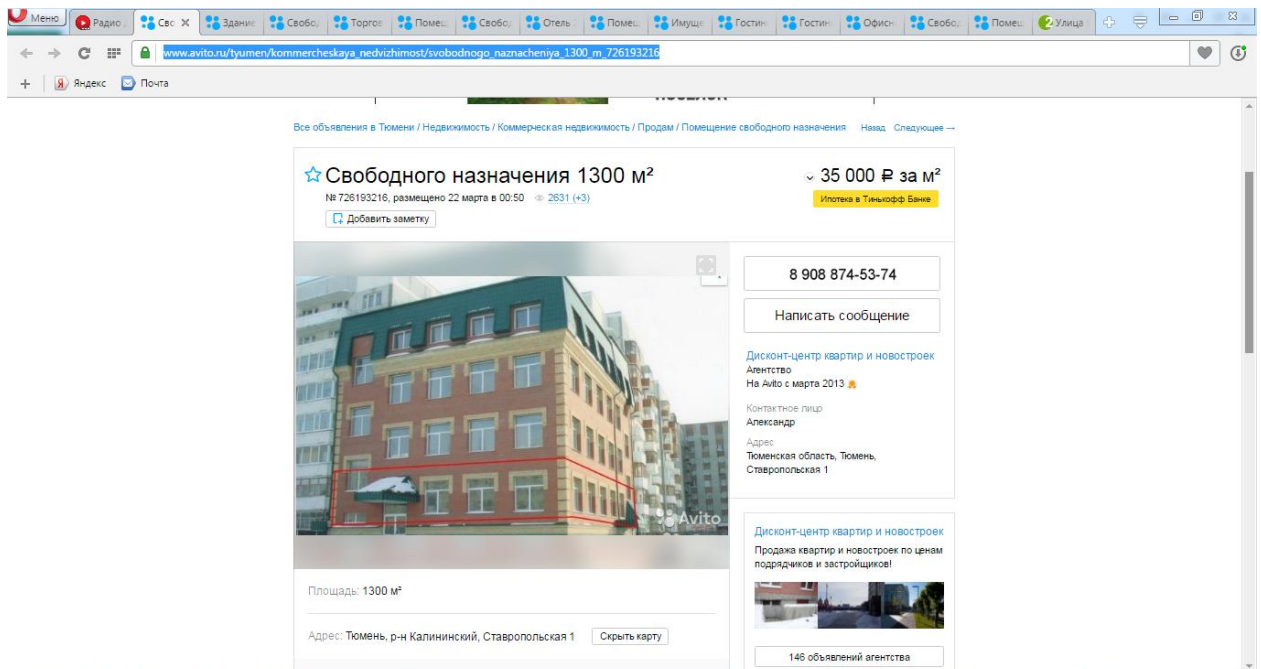 Меню
Радио
Свс
Здание
Свобо,
Торгов
Помещ
Свобо,
Отель
Помещ
Имуще
Гостин
Гостин
Офисн
Свобо,
Помещ
Улица
www.avito.ru/tyumen/kommercheskaya_nedvizhimost/svobodnogo_naznacheniya_1300_m_726193216
Яндекс
Почта
Все объявления в Тюмени / Недвижимость / Коммерческая недвижимость / Продам / Помещение свободного назначения Назад Следующее →
Свободного назначения 1300 м²
35 000 ₽ за м²
№ 726193216, размещено 22 марта в 00:50 2631 (+3)
Ипотека в Тинькофф Банке
Добавить заметку
8 908 874-53-74
Написать сообщение
Дисконт-центр квартир и новостроек
Агентство
На Avito с марта 2013
Контактное лицо
Александр
Адрес
Тюменская область, Тюмень,
Ставропольская 1
Avito
Дисконт-центр квартир и новостроек
Продажа квартир и новостроек по ценам
подрядчиков и застройщиков!
Площадь: 1300 м²
Адрес: Тюмень, р-н Калининский, Ставропольская 1
Скрыть карту
146 объявлений агентства